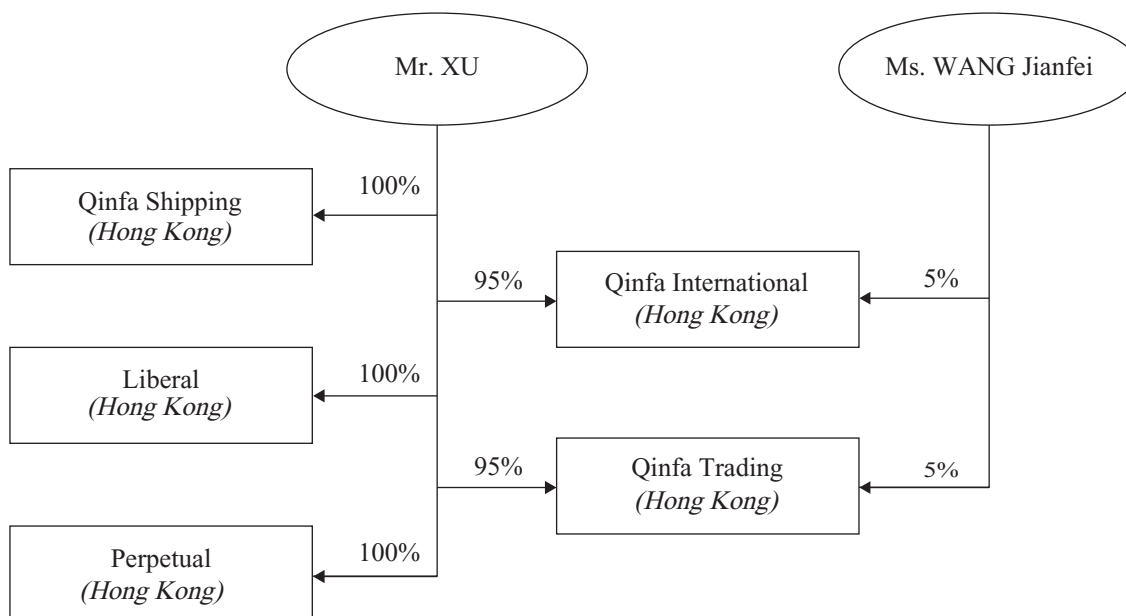 Mr. XU
Ms. WANG Jianfei
100%
Qinfa Shipping
(Hong Kong)
95%
Qinfa International
(Hong Kong)
5%
100%
Liberal
(Hong Kong)
95%
Qinfa Trading
(Hong Kong)
5%
100%
Perpetual
(Hong Kong)